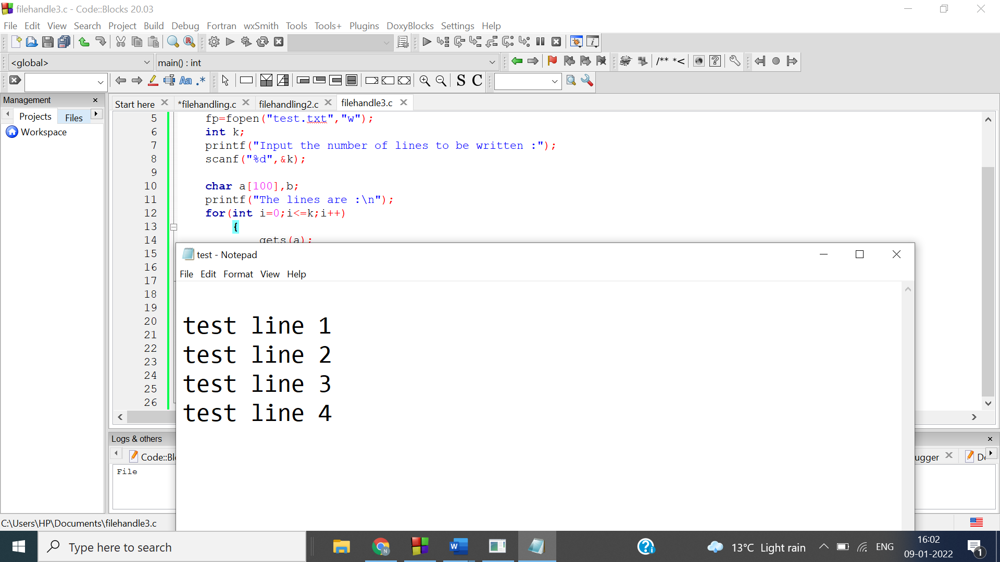 filehandle3.c - Code::Blocks 20.03
File Edit View Search Project Build Debug Fortran wxSmith Tools Tools+ Plugins DoxyBlocks Settings Help
<global> main() : int /** *<
Aa .* S C
Management
Start here *filehandling.c filehandling2.c filehandle3.c
Projects Files
Workspace
5 fp=fopen("test.txt","w");
6 int k;
7 printf("Input the number of lines to be written :");
8 scanf("%d",&k);
9
10 char a[100],b;
11 printf("The lines are :\n");
12 for(int i=0;i<=k;i++)
13 {
14 gets(a);
15
16
17
18
19
20
21
22
23
24
25
26
test - Notepad
File Edit Format View Help
test line 1
test line 2
test line 3
test line 4
Logs & others
Code::Bl ugger D
File
C:\Users\HP\Documents\filehandle3.c
Type here to search
13°C Light rain ENG
16:02
09-01-2022
1